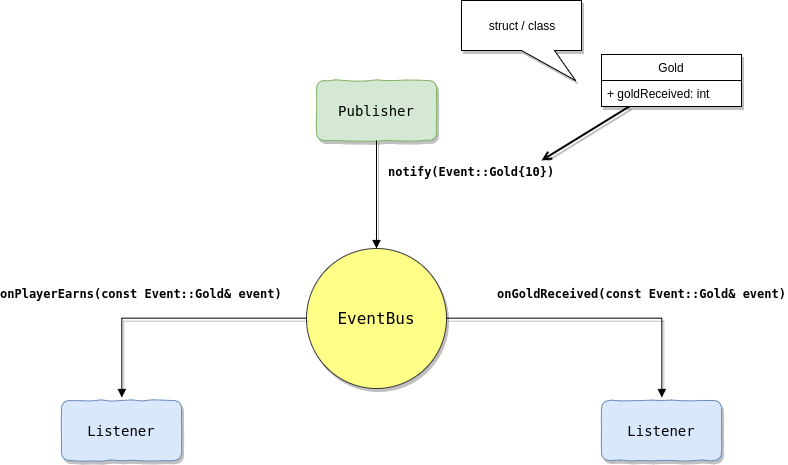 struct / class
Gold
+ goldReceived: int
Publisher
notify(Event::Gold{10})
onPlayerEarns(const Event::Gold& event)
onGoldReceived(const Event::Gold& event)
EventBus
Listener
Listener